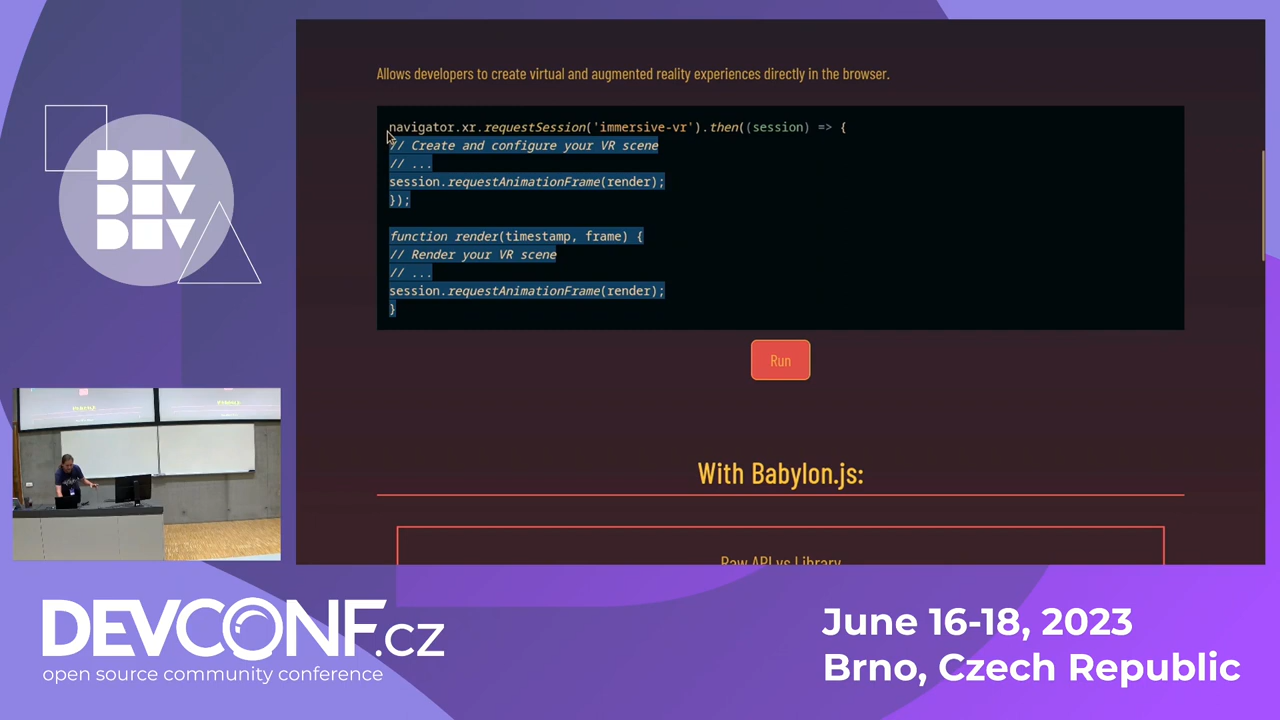 Allows developers to create virtual and augmented reality experiences directly in the browser.
navigator.xr.requestSession('immersive-vr').then((session) => {
// Create and configure your VR scene
// ...
session.requestAnimationFrame(render);
});
function render(timestamp, frame) {
// Render your VR scene
// ...
session.requestAnimationFrame(render);
}
Run
With Babylon.js:
Raw API vs Library
DEV
DEV
DEV
DEVCONF.cz
open source community conference
June 16-18, 2023
Brno, Czech Republic